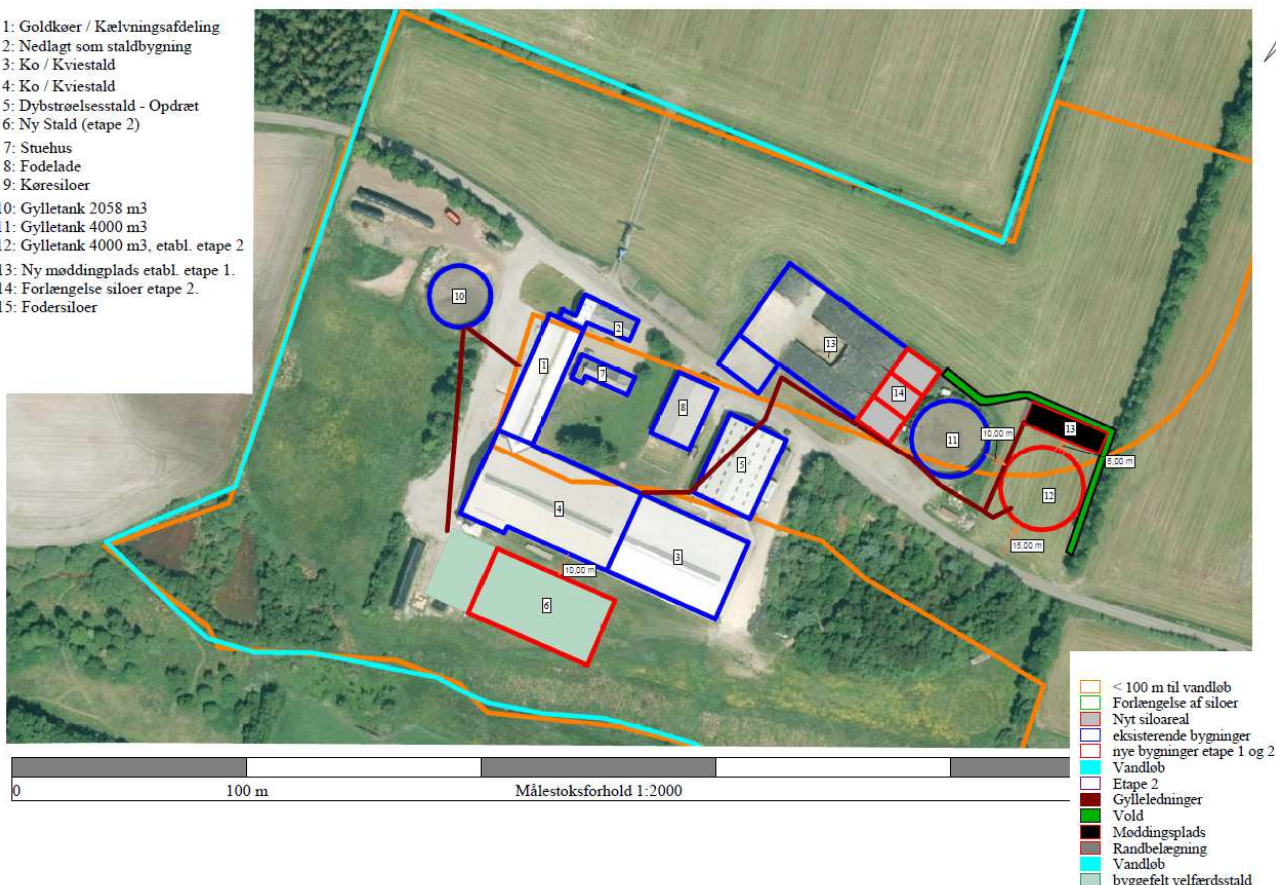 1: Goldkøer / Kælvningsafdeling
2: Nedlagt som staldbygning
3: Ko / Kviestald
4: Ko / Kviestald
5: Dybstrøelsesstald - Opdræt
6: Ny Stald (etape 2)
7: Stuehus
8: Fodelade
9: Køresiloer
10: Gylletank 2058 m3
11: Gylletank 4000 m3
12: Gylletank 4000 m3, etabl. etape 2
13: Ny møddingplads etabl. etape 1.
14: Forlængelse siloer etape 2.
15: Fodersiloer
10
2
1
7
13
8
14
11
10,00 m
13
5,00 m
5
12
4
15,00 m
3
10,00 m
6
< 100 m til vandløb
Forlængelse af siloer
Nyt siloareal
eksisterende bygninger
nye bygninger etape 1 og 2
Vandløb
Etape 2
Gylleledninger
Vold
Møddingsplads
Randbelægning
Vandløb
byggefelt velfærdsstald
0 100 m Målestoksforhold 1:2000